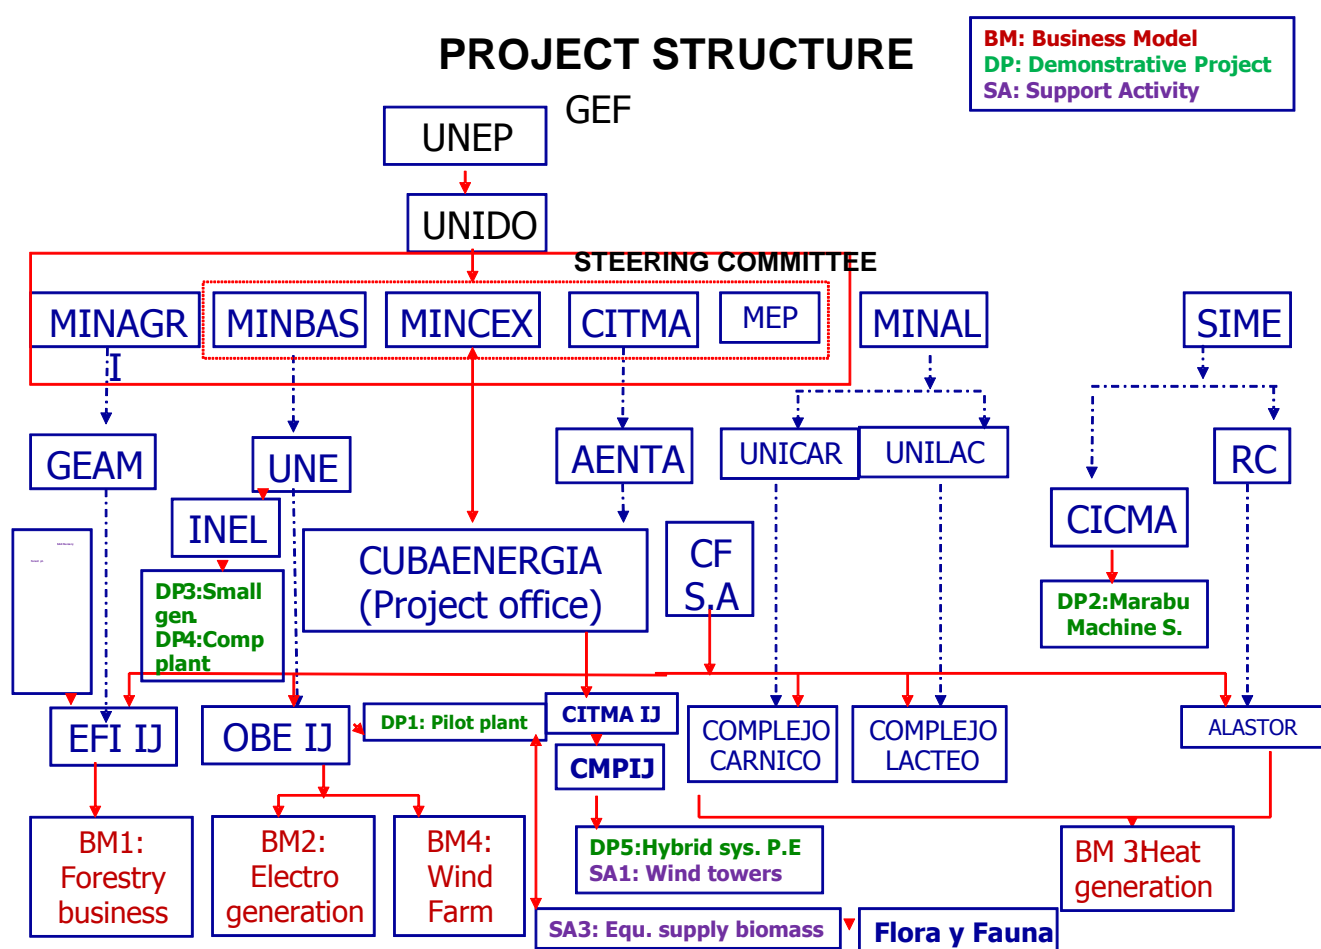 PROJECT STRUCTURE
BM: Business Model
DP: Demonstrative Project
SA: Support Activity
GEF
UNEP
UNIDO
STEERING COMMITTEE
MINAGR
I
MINBAS
MINCEX
CITMA
MEP
MINAL
SIME
GEAM
UNE
AENTA
UNICAR
UNILAC
RC
INEL
CUBAENERGIA
(Project office)
CF
S.A
CICMA
DP3:Small
gen.
DP4:Comp
plant
DP2:Marabu
Machine S.
EFI IJ
OBE IJ
DP1: Pilot plant
CITMA IJ
CMPIJ
COMPLEJO
CARNICO
COMPLEJO
LACTEO
ALASTOR
BM1:
Forestry
business
BM2:
Electro
generation
BM4:
Wind
Farm
DP5:Hybrid sys. P.E
SA1: Wind towers
BM 3:Heat
generation
SA3: Equ. supply biomass
Flora y Fauna